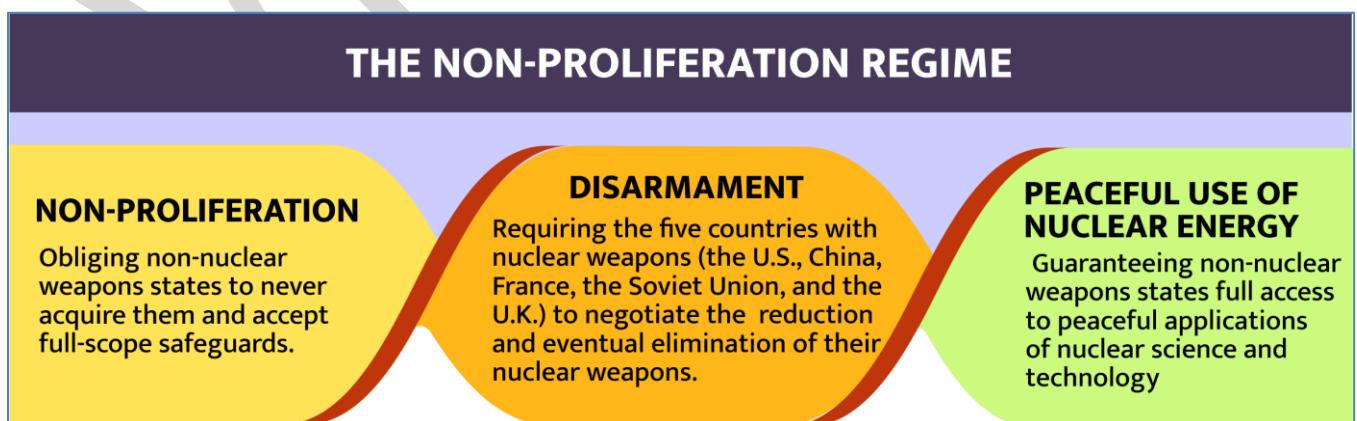 THE NON-PROLIFERATION REGIME
NON-PROLIFERATION
Obliging non-nuclear
weapons states to never
acquire them and accept
full-scope safeguards.
DISARMAMENT
Requiring the five countries with
nuclear weapons (the U.S., China,
France, the Soviet Union, and the
U.K.) to negotiate the reduction
and eventual elimination of their
nuclear weapons.
PEACEFUL USE OF
NUCLEAR ENERGY
Guaranteeing non-nuclear
weapons states full access
to peaceful applications
of nuclear science and
technology